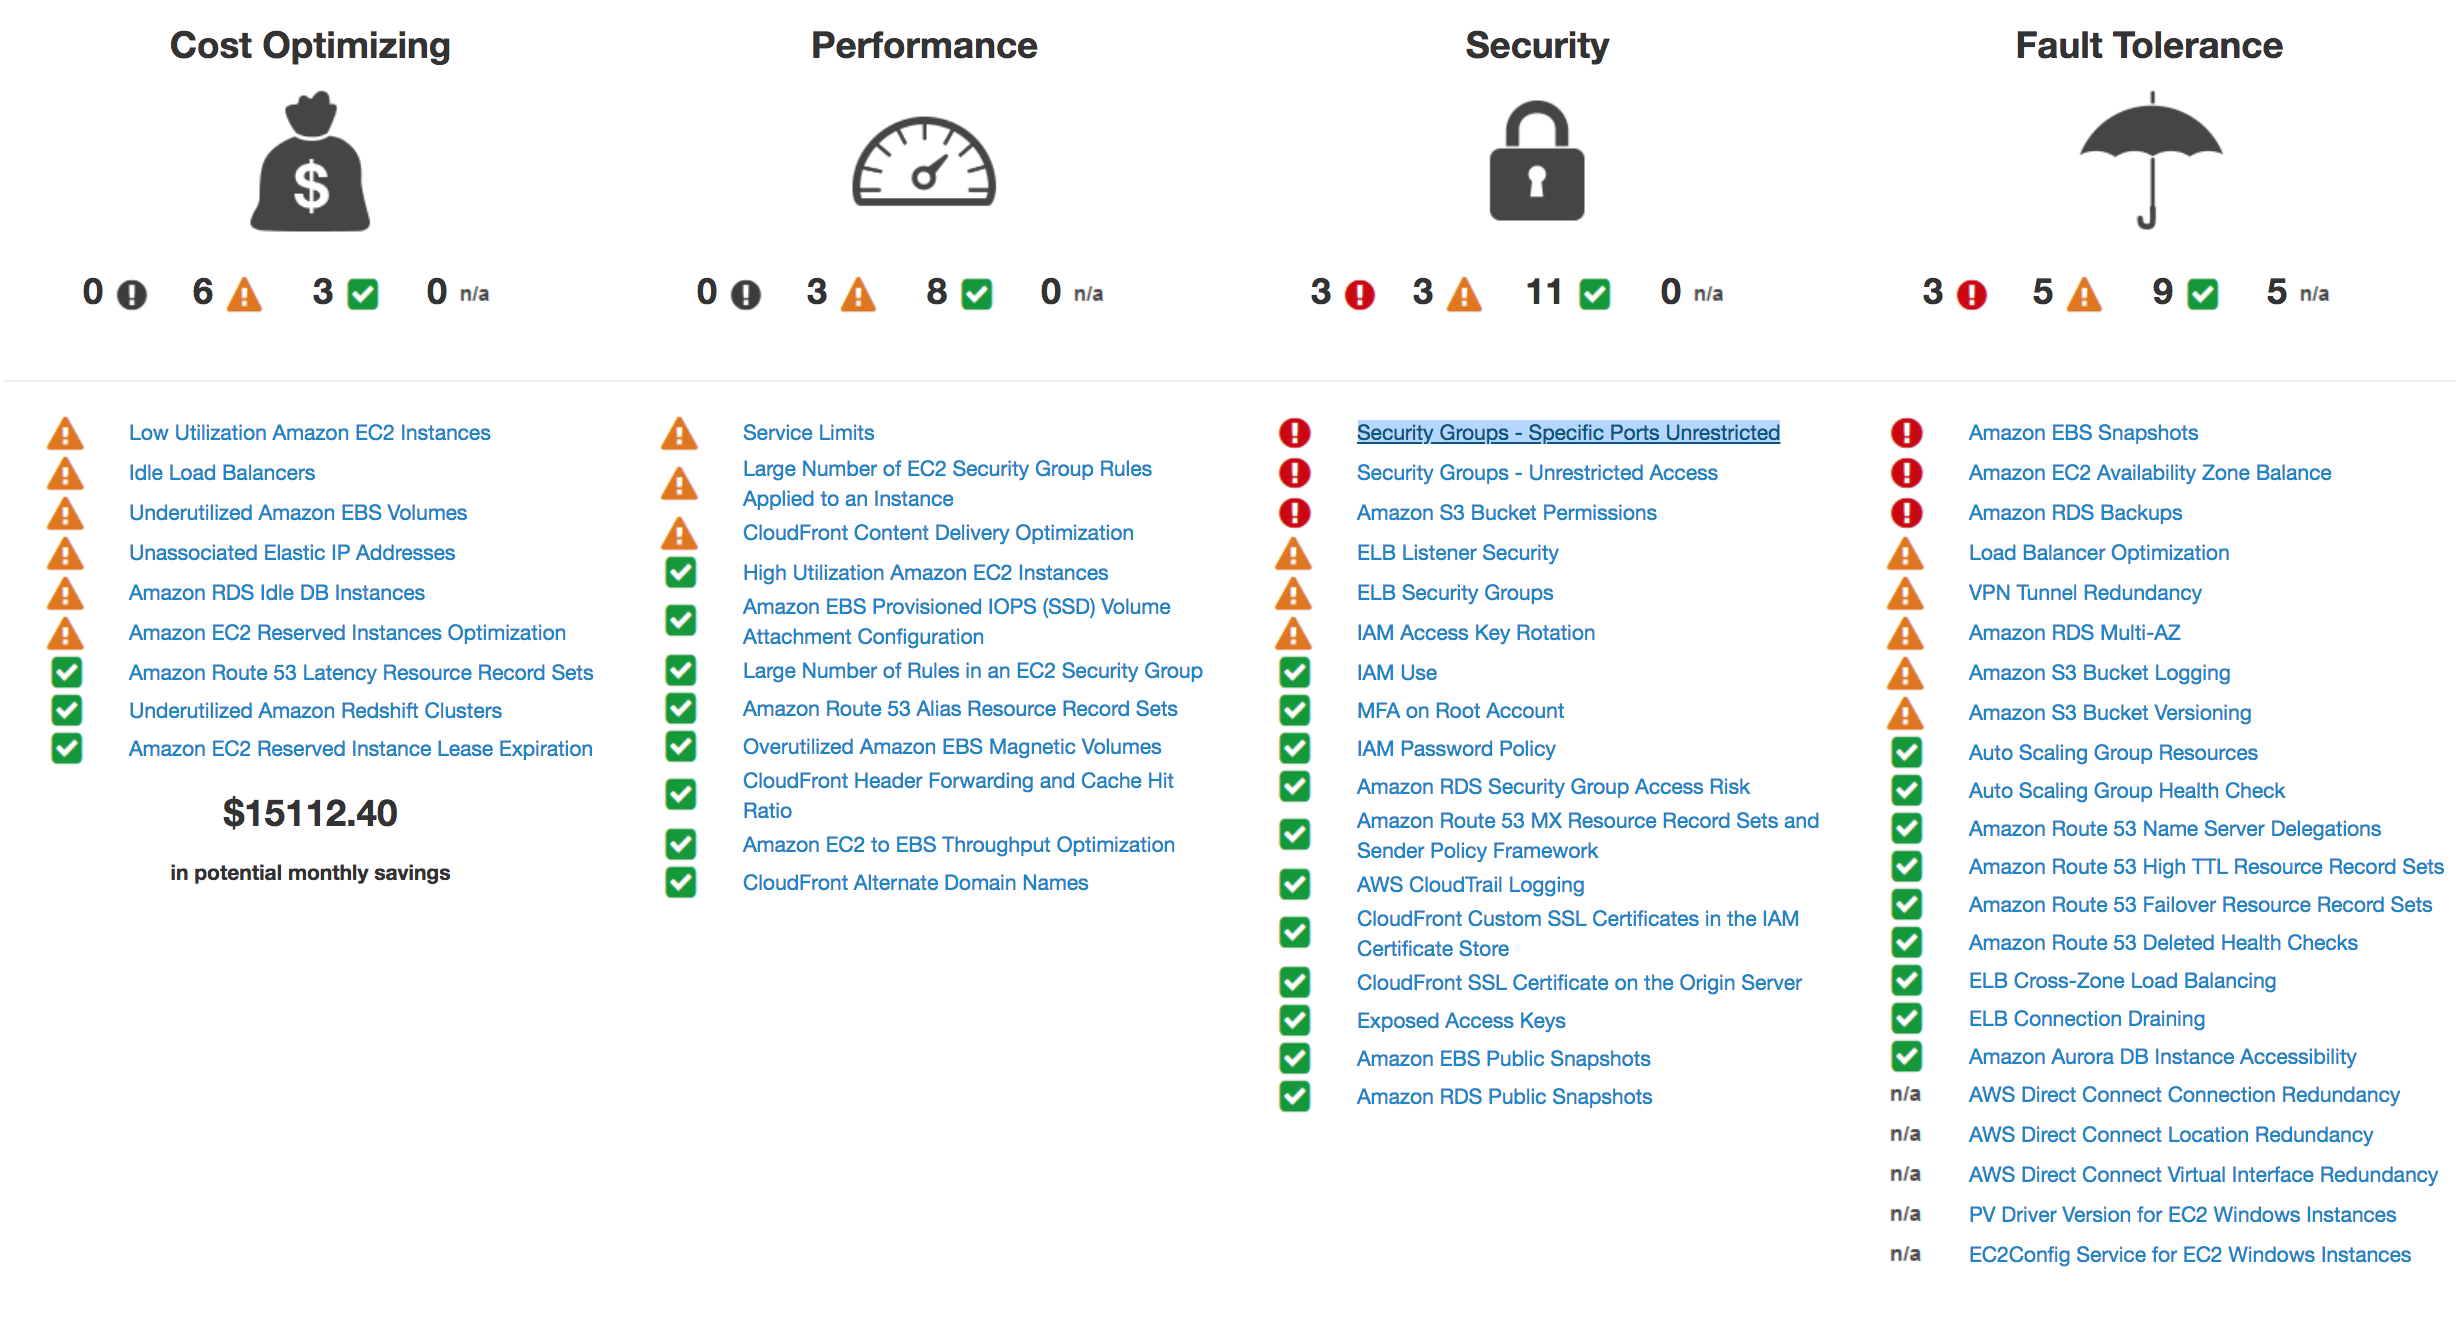 Cost Optimizing
$
0 6 3 0 n/a
Low Utilization Amazon EC2 Instances
Idle Load Balancers
Underutilized Amazon EBS Volumes
Unassociated Elastic IP Addresses
Amazon RDS Idle DB Instances
Amazon EC2 Reserved Instances Optimization
Amazon Route 53 Latency Resource Record Sets
Underutilized Amazon Redshift Clusters
Amazon EC2 Reserved Instance Lease Expiration
$15112.40
in potential monthly savings
Performance
0 3 8 0 n/a
Service Limits
Large Number of EC2 Security Group Rules
Applied to an Instance
CloudFront Content Delivery Optimization
High Utilization Amazon EC2 Instances
Amazon EBS Provisioned IOPS (SSD) Volume
Attachment Configuration
Large Number of Rules in an EC2 Security Group
Amazon Route 53 Alias Resource Record Sets
Overutilized Amazon EBS Magnetic Volumes
CloudFront Header Forwarding and Cache Hit
Ratio
Amazon EC2 to EBS Throughput Optimization
CloudFront Alternate Domain Names
Security
3 3 11 0 n/a
Security Groups - Specific Ports Unrestricted
Security Groups - Unrestricted Access
Amazon S3 Bucket Permissions
ELB Listener Security
ELB Security Groups
IAM Access Key Rotation
IAM Use
MFA on Root Account
IAM Password Policy
Amazon RDS Security Group Access Risk
Amazon Route 53 MX Resource Record Sets and
Sender Policy Framework
AWS CloudTrail Logging
CloudFront Custom SSL Certificates in the IAM
Certificate Store
CloudFront SSL Certificate on the Origin Server
Exposed Access Keys
Amazon EBS Public Snapshots
Amazon RDS Public Snapshots
Fault Tolerance
3 5 9 5 n/a
Amazon EBS Snapshots
Amazon EC2 Availability Zone Balance
Amazon RDS Backups
Load Balancer Optimization
VPN Tunnel Redundancy
Amazon RDS Multi-AZ
Amazon S3 Bucket Logging
Amazon S3 Bucket Versioning
Auto Scaling Group Resources
Auto Scaling Group Health Check
Amazon Route 53 Name Server Delegations
Amazon Route 53 High TTL Resource Record Sets
Amazon Route 53 Failover Resource Record Sets
Amazon Route 53 Deleted Health Checks
ELB Cross-Zone Load Balancing
ELB Connection Draining
Amazon Aurora DB Instance Accessibility
n/a AWS Direct Connect Connection Redundancy
n/a AWS Direct Connect Location Redundancy
n/a AWS Direct Connect Virtual Interface Redundancy
n/a PV Driver Version for EC2 Windows Instances
n/a EC2Config Service for EC2 Windows Instances